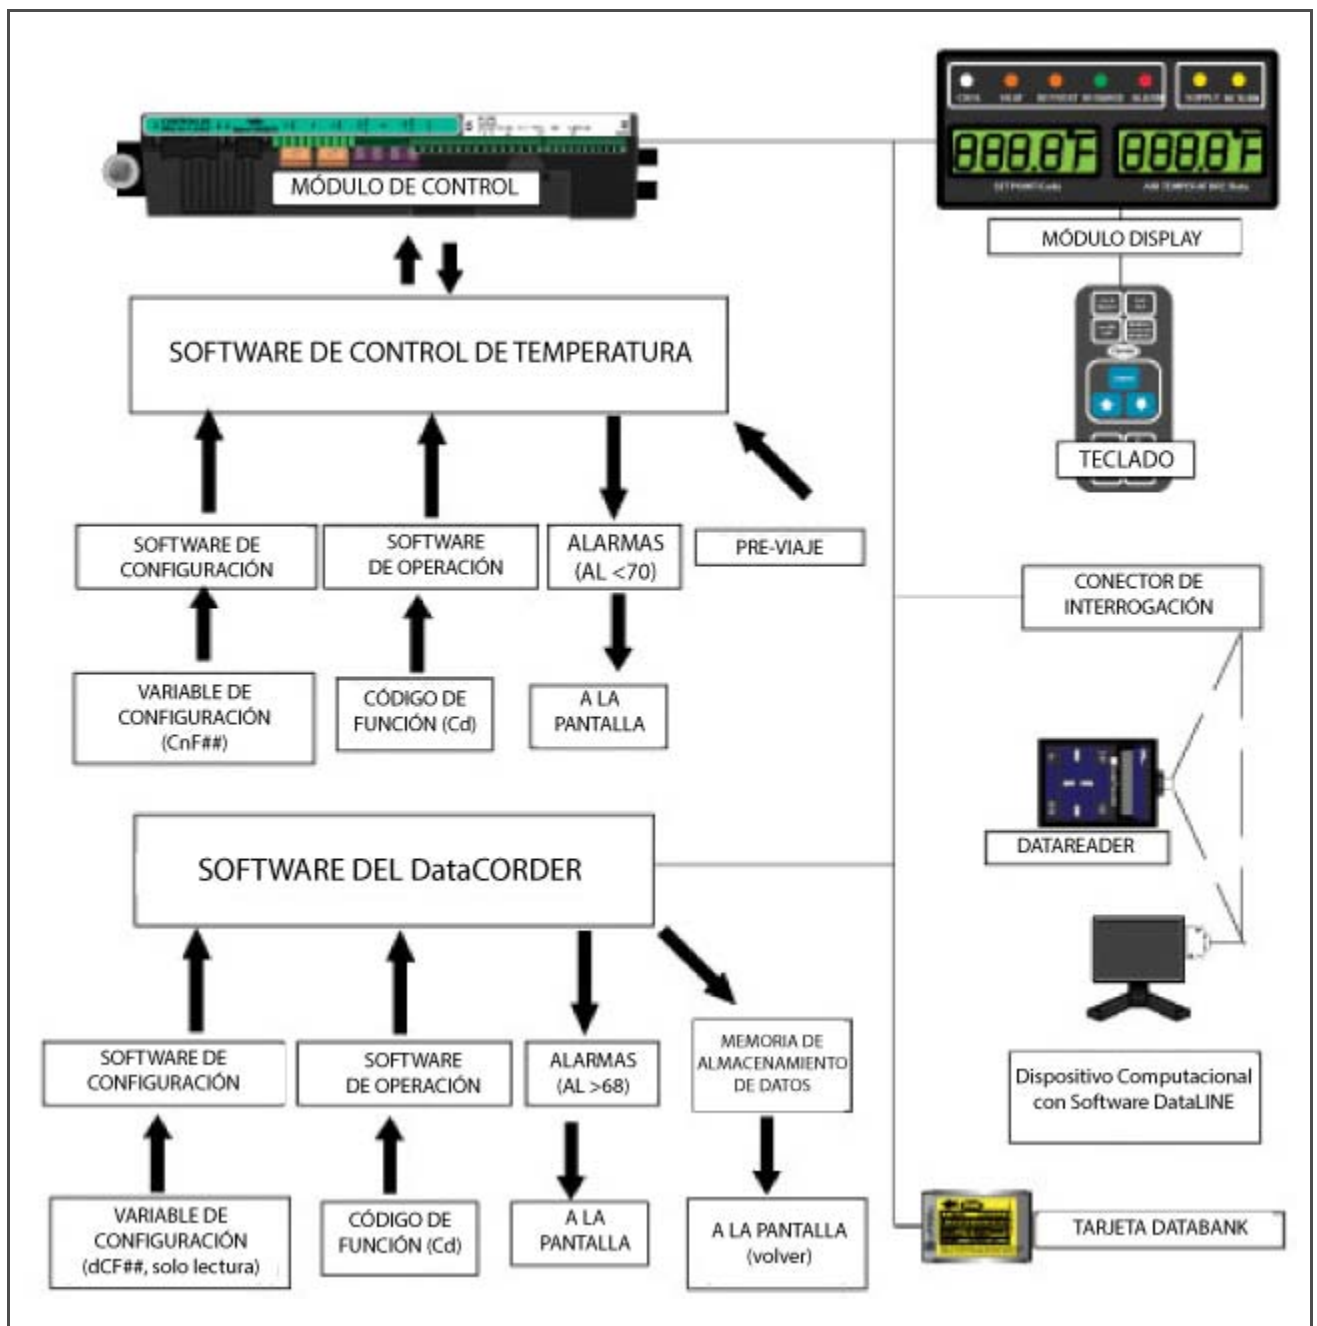 MÓDULO DE CONTROL
888.8°F
888.8°F
MÓDULO DISPLAY
TECLADO
SOFTWARE DE CONTROL DE TEMPERATURA
SOFTWARE DE
CONFIGURACIÓN
SOFTWARE
DE OPERACIÓN
ALARMAS
(AL <70)
PRE-VIAJE
VARIABLE DE
CONFIGURACIÓN
(CnF##)
CÓDIGO DE
FUNCIÓN (Cd)
A LA
PANTALLA
CONECTOR DE
INTERROGACIÓN
DATAREADER
SOFTWARE DEL DataCORDER
SOFTWARE DE
CONFIGURACIÓN
SOFTWARE
DE OPERACIÓN
ALARMAS
(AL >68)
MEMORIA DE
ALMACENAMIENTO
DE DATOS
Dispositivo Computacional
con Software DataLINE
VARIABLE DE
CONFIGURACIÓN
(dCF##, solo lectura)
CÓDIGO DE
FUNCIÓN (Cd)
A LA
PANTALLA
A LA PANTALLA
(volver)
TARJETA DATABANK